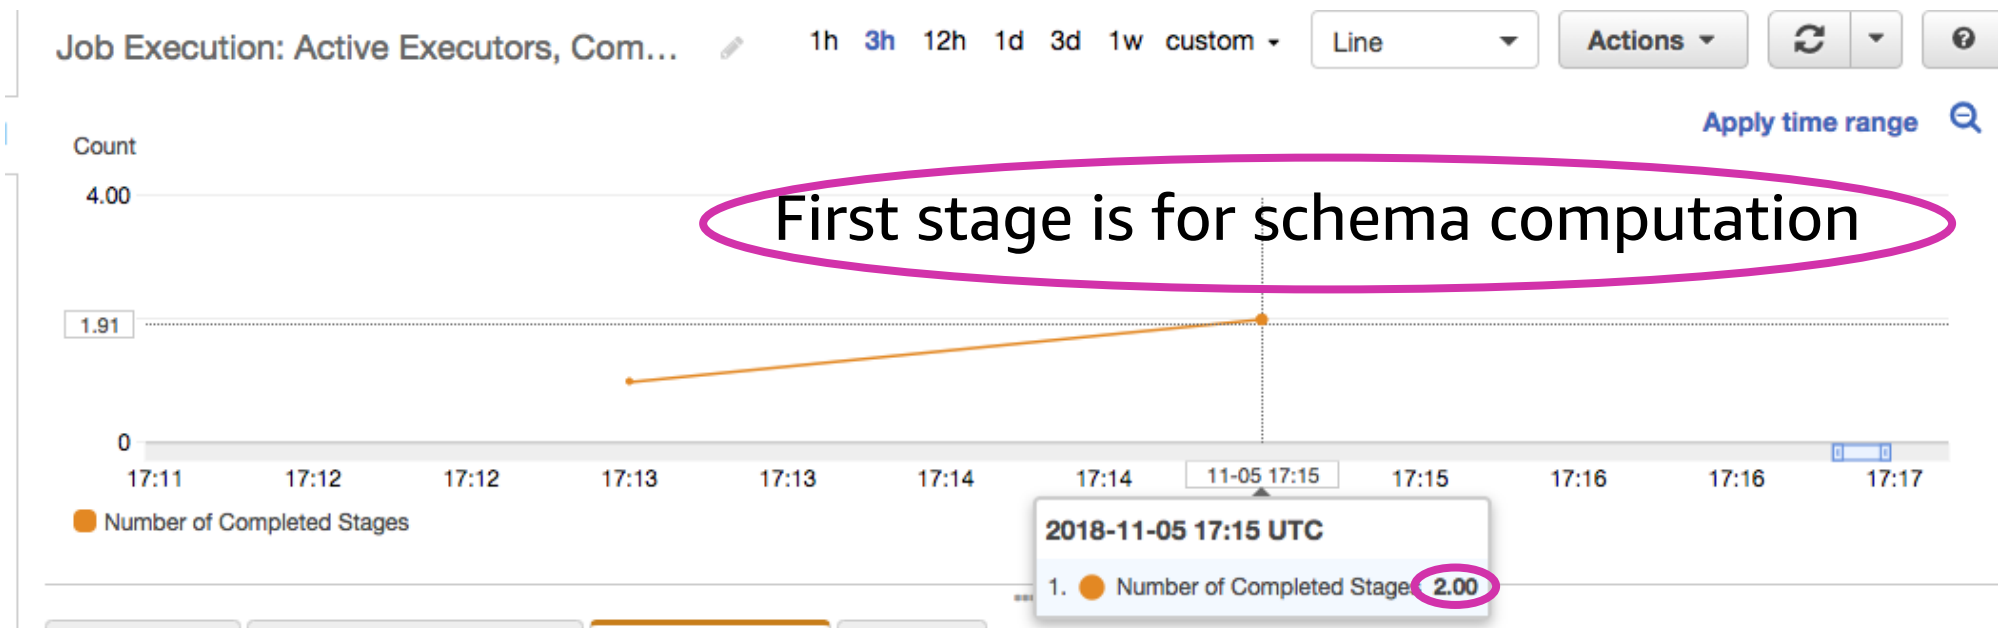 Job Execution: Active Executors, Com...
1h 3h 12h 1d 3d 1w custom
Line
Actions
?
Apply time range
Count
4.00
First stage is for schema computation
1.91
0
17:11 17:12 17:12 17:13 17:13 17:14 17:14 11-05 17:15 17:15 17:16 17:16 17:17
Number of Completed Stages
2018-11-05 17:15 UTC
1. Number of Completed Stages 2.00